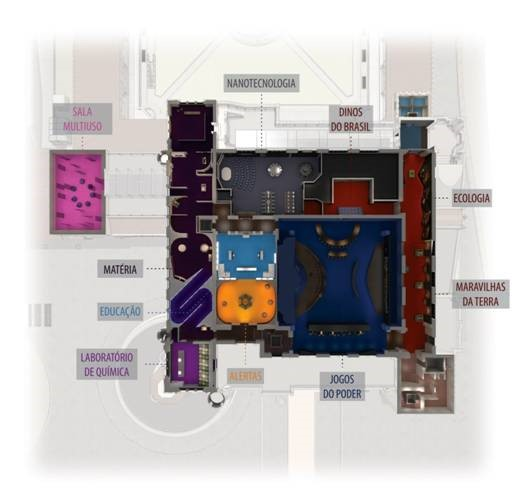 NANOTECNOLOGIA
SALA
MULTIUSO
DINOS
DO BRASIL
ECOLOGIA
MATÉRIA
MARAVILHAS
DA TERRA
EDUCAÇÃO
LABORATÓRIO
DE QUÍMICA
ALERTAS
JOGOS
DO PODER